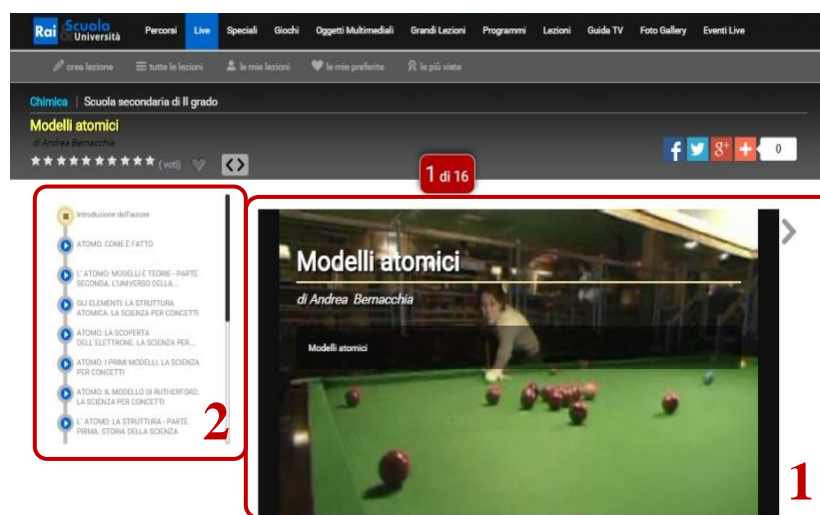 Rai Scuola
& Università
Percorsi Live Speciali Giochi Oggetti Multimediali Grandi Lezioni Programmi Lezioni Guida TV Foto Gallery Eventi Live
crea lezione tutte le lezioni le mie lezioni le mie preferite le più viste
Chimica | Scuola secondaria di II grado
Modelli atomici
di Andrea Bernacchia
( voti)
0
1 di 16
Introduzione dell'autore
ATOMO: COME È FATTO
L' ATOMO: MODELLI E TEORIE - PARTE
SECONDA. L'UNIVERSO DELLA...
GLI ELEMENTI: LA STRUTTURA
ATOMICA. LA SCIENZA PER CONCETTI
ATOMO: LA SCOPERTA
DELL'ELETTRONE. LA SCIENZA PER...
ATOMO: I PRIMI MODELLI. LA SCIENZA
PER CONCETTI
ATOMO: IL MODELLO DI RUTHERFORD.
LA SCIENZA PER CONCETTI
L' ATOMO: LA STRUTTURA - PARTE
PRIMA. STORIA DELLA SCIENZA
2
Modelli atomici
di Andrea Bernacchia
Modelli atomici
1